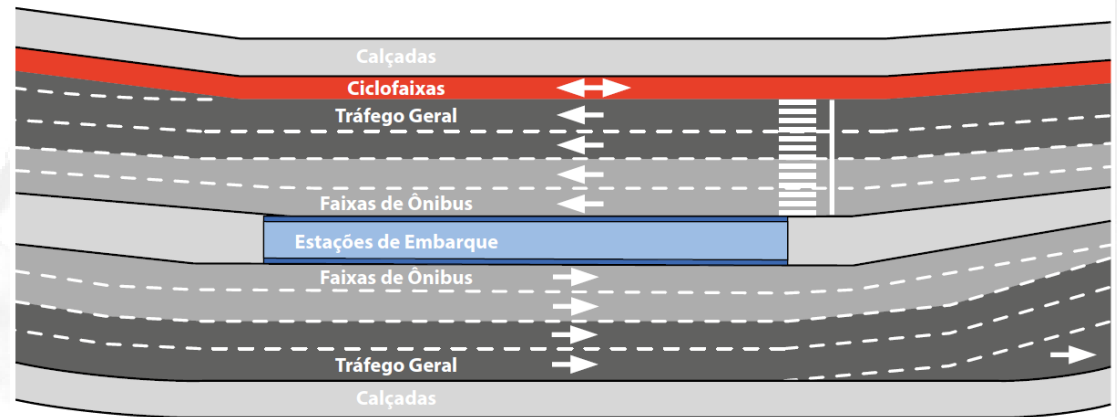 Calçadas
Ciclofaixas
Tráfego Geral
Faixas de Ônibus
Estações de Embarque
Faixas de Ônibus
Tráfego Geral
Calçadas